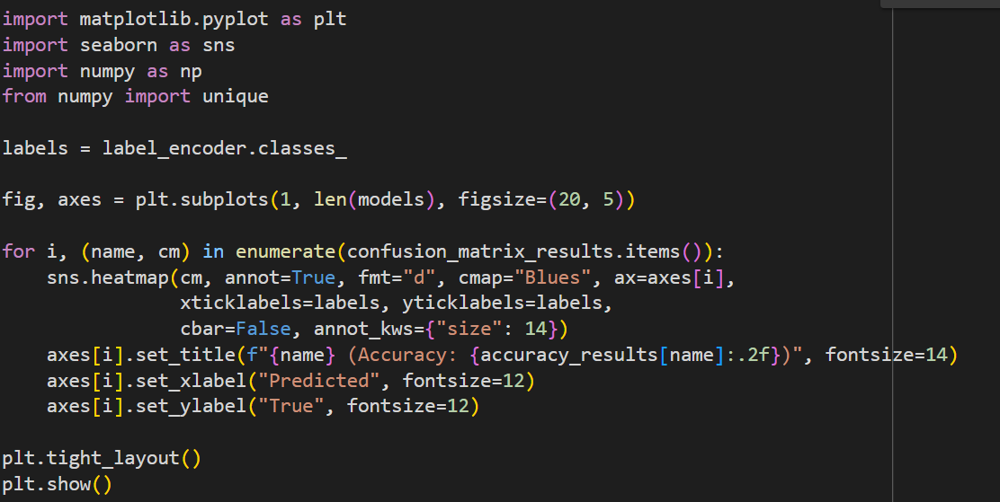 import matplotlib.pyplot as plt
import seaborn as sns
import numpy as np
from numpy import unique

labels = label_encoder.classes_

fig, axes = plt.subplots(1, len(models), figsize=(20, 5))

for i, (name, cm) in enumerate(confusion_matrix_results.items()):
    sns.heatmap(cm, annot=True, fmt="d", cmap="Blues", ax=axes[i],
                xticklabels=labels, yticklabels=labels,
                cbar=False, annot_kws={"size": 14})
    axes[i].set_title(f"{name} (Accuracy: {accuracy_results[name]:.2f})", fontsize=14)
    axes[i].set_xlabel("Predicted", fontsize=12)
    axes[i].set_ylabel("True", fontsize=12)

plt.tight_layout()
plt.show()